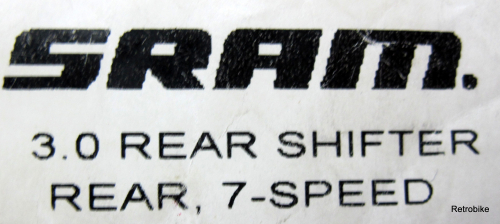 SRAM.
3.0 REAR SHIFTER
REAR, 7-SPEED
Retrobike